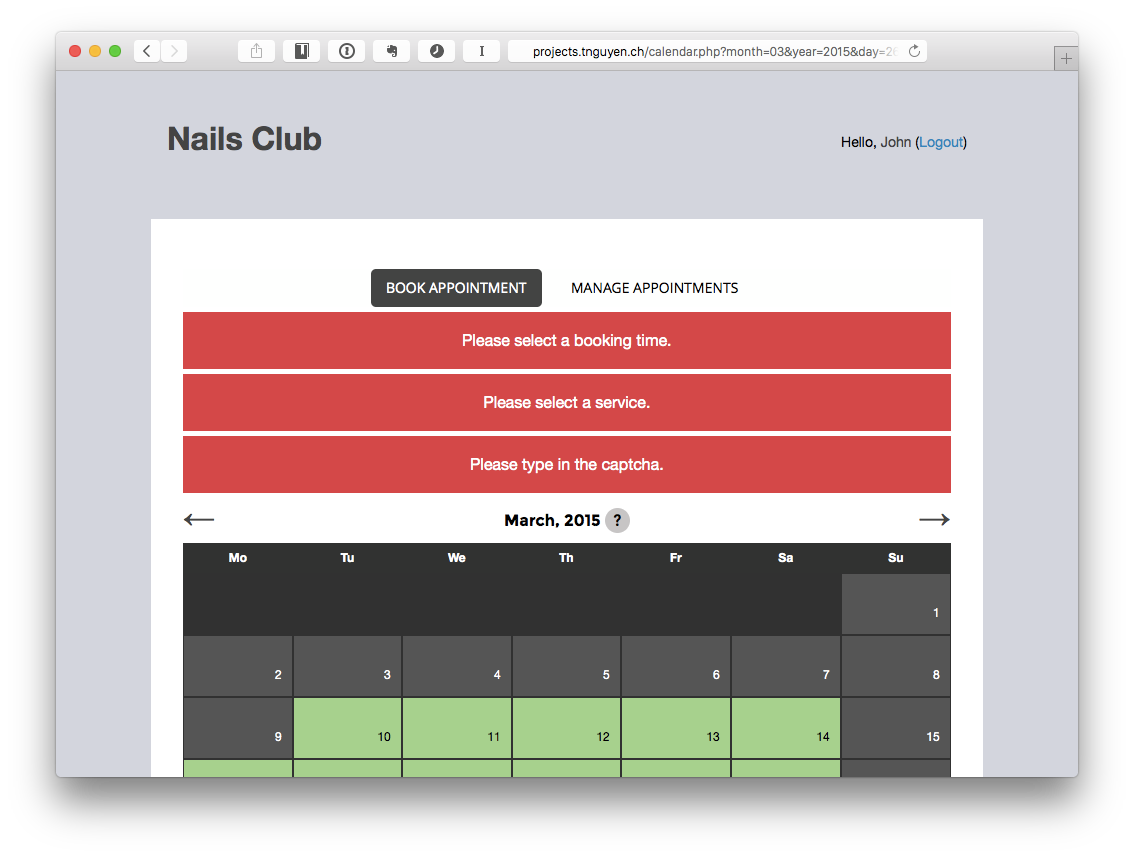 projects.tnguyen.ch/calendar.php?month=03&year=2015&day=26
Nails Club
Hello, John (Logout)
BOOK APPOINTMENT
MANAGE APPOINTMENTS
Please select a booking time.
Please select a service.
Please type in the captcha.
March, 2015 ?
Mo Tu We Th Fr Sa Su
1
2 3 4 5 6 7 8
9 10 11 12 13 14 15